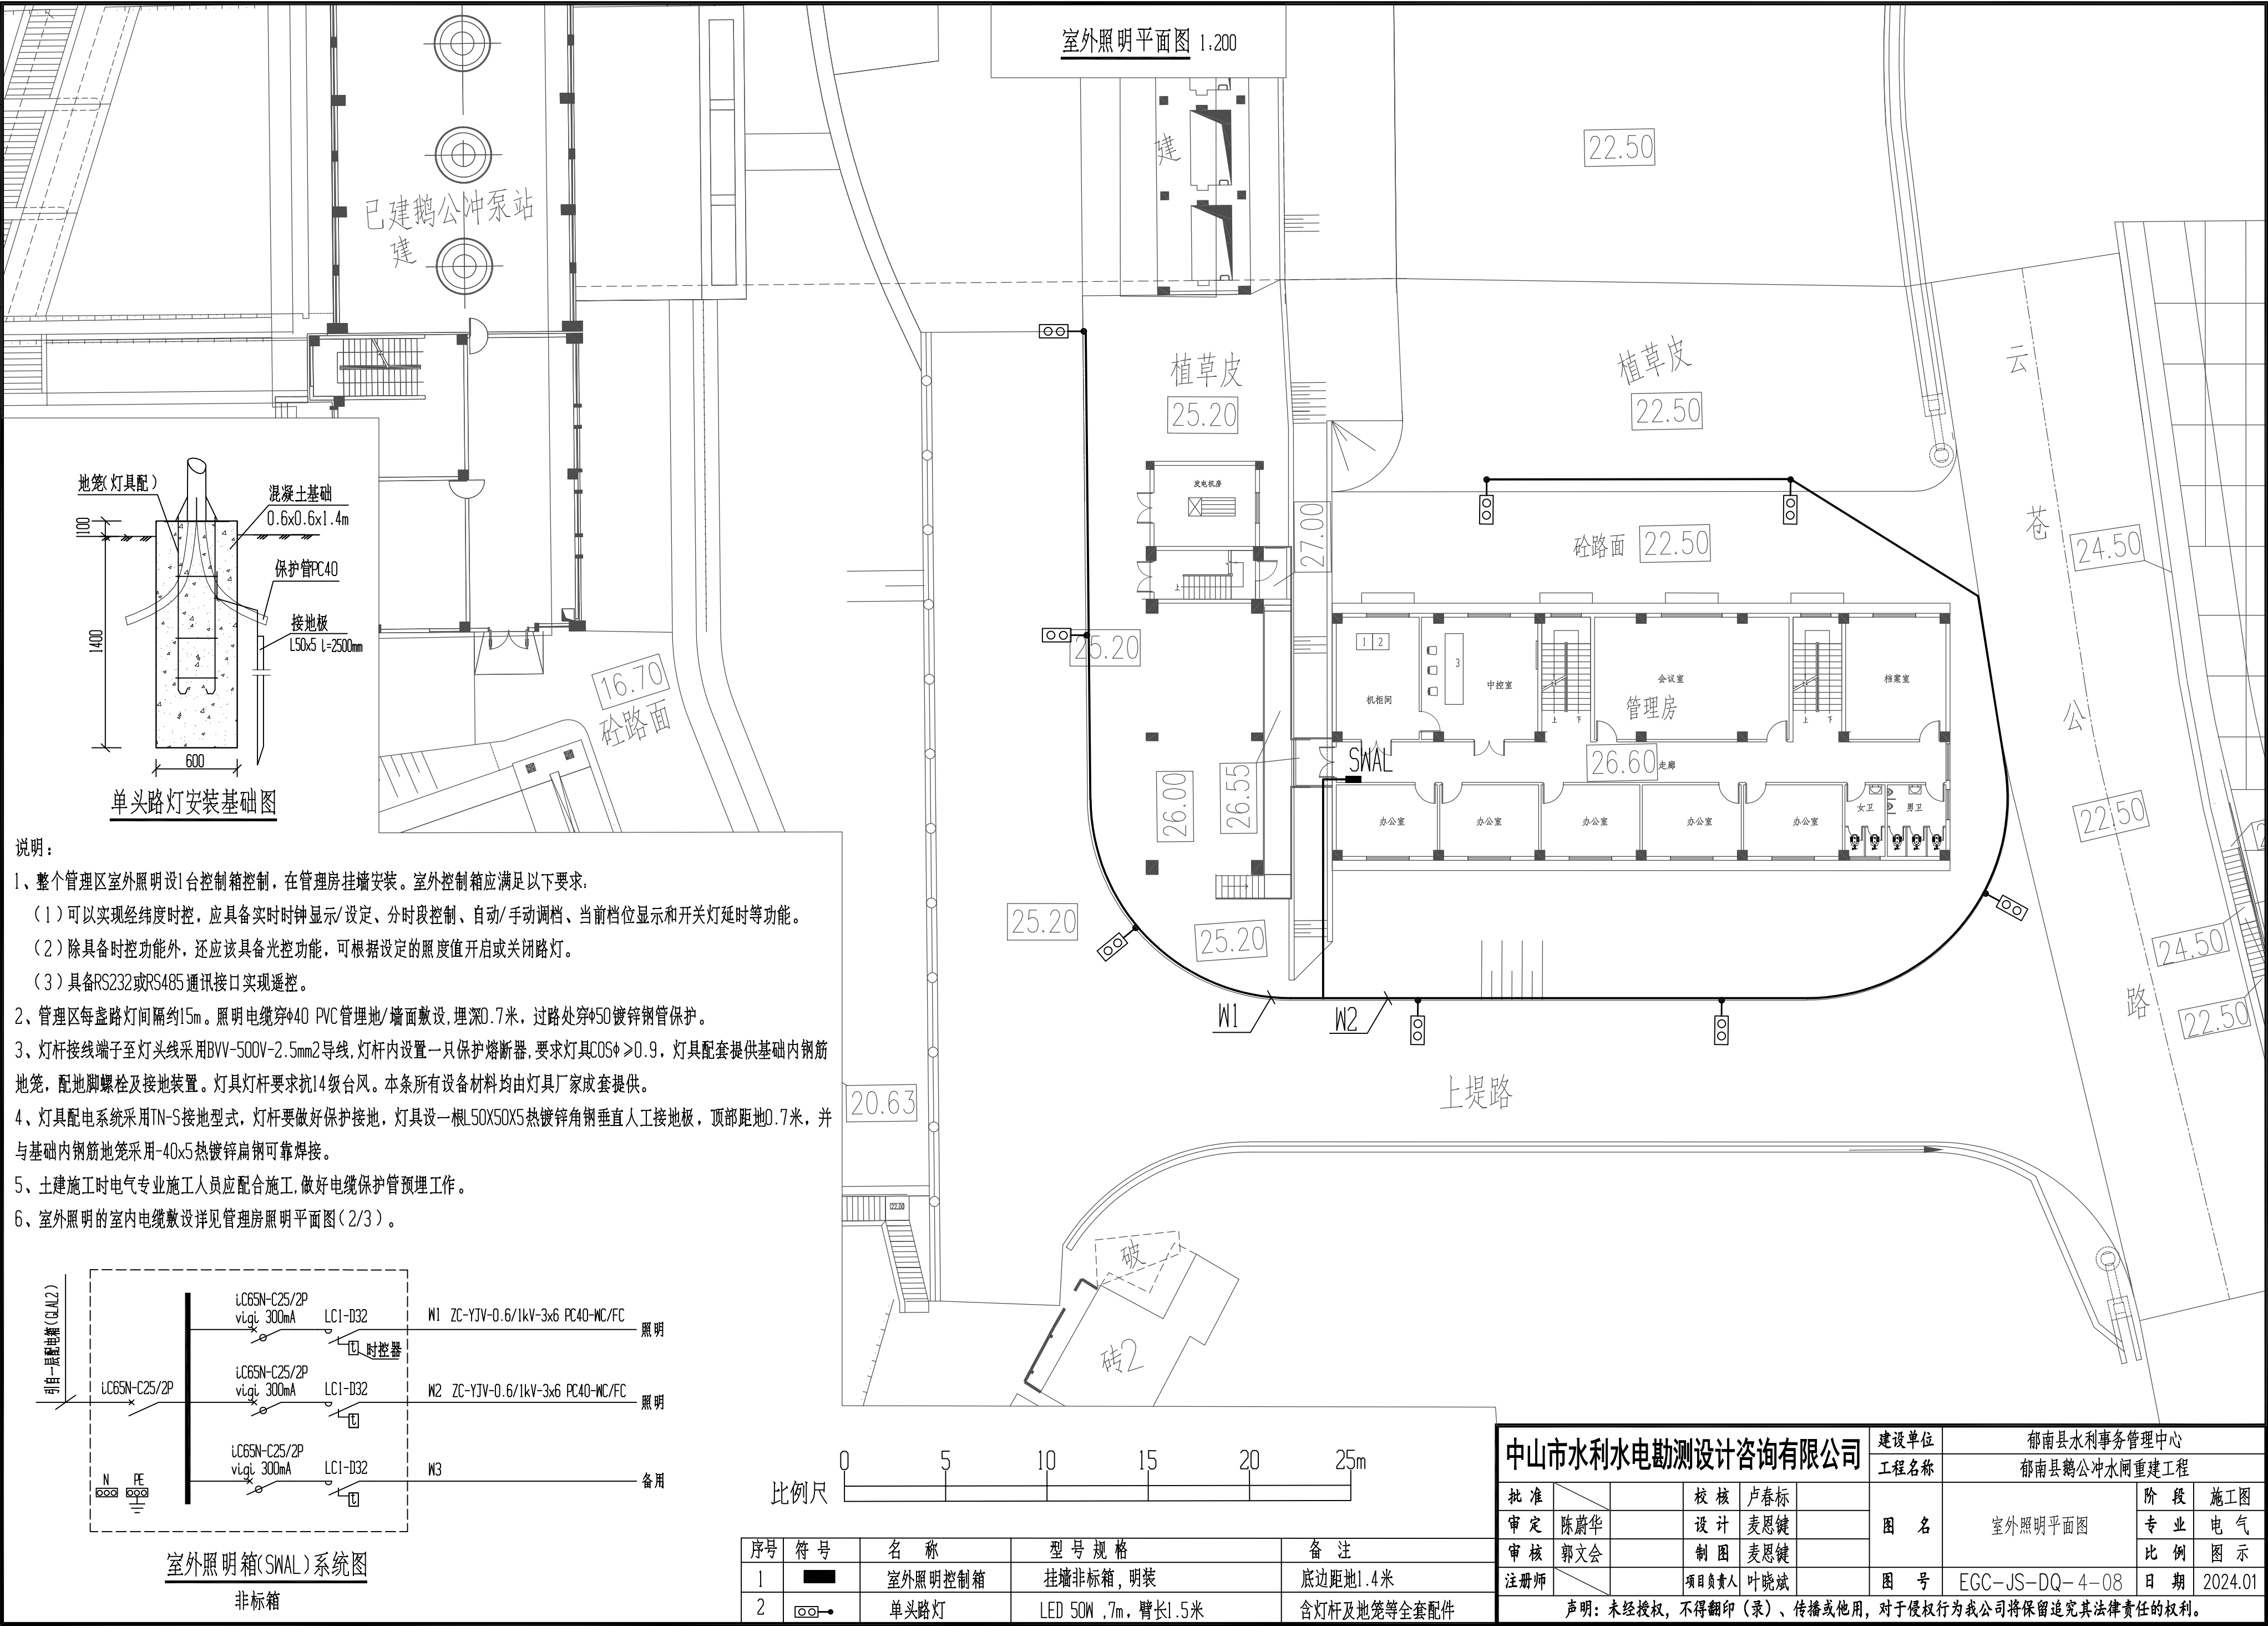 室外照明平面图 1:200
建
22.50
已建鹅公冲泵站
建
云
苍
公
路
植草皮
25.20
植草皮
22.50
地笼(灯具配)
混凝土基础
0.6x0.6x1.4m
100
保护管PC40
接地极
L50x5 l=2500mm
1400
600
单头路灯安装基础图
发电机房
上
27.00
砼路面 22.50
24.50
25.20
16.70
砼路面
1 2
3
机柜间
中控室
上 下
会议室
管理房
上 下
档案室
SWAL
26.60
走廊
26.00
26.55
办公室
办公室
办公室
办公室
办公室
女卫
男卫
22.50
25.20
25.20
24.50
22.50
W1
W2
上堤路
20.63
22.00
破
砖2
说明：
1、整个管理区室外照明设1台控制箱控制，在管理房挂墙安装。室外控制箱应满足以下要求：
（1）可以实现经纬度时控，应具备实时时钟显示/设定、分时段控制、自动/手动调档、当前档位显示和开关灯延时等功能。
（2）除具备时控功能外，还应该具备光控功能，可根据设定的照度值开启或关闭路灯。
（3）具备RS232或RS485通讯接口实现遥控。
2、管理区每盏路灯间隔约15m。照明电缆穿Φ40 PVC管埋地/墙面敷设,埋深0.7米，过路处穿Φ50镀锌钢管保护。
3、灯杆接线端子至灯头线采用BVV-500V-2.5mm2导线,灯杆内设置一只保护熔断器,要求灯具COSΦ≥0.9，灯具配套提供基础内钢筋
地笼，配地脚螺栓及接地装置。灯具灯杆要求抗14级台风。本条所有设备材料均由灯具厂家成套提供。
4、灯具配电系统采用TN-S接地型式，灯杆要做好保护接地，灯具设一根L50X50X5热镀锌角钢垂直人工接地极，顶部距地0.7米，并
与基础内钢筋地笼采用-40x5热镀锌扁钢可靠焊接。
5、土建施工时电气专业施工人员应配合施工,做好电缆保护管预埋工作。
6、室外照明的室内电缆敷设详见管理房照明平面图(2/3)。
引自一层配电箱(GLAL2)
iC65N-C25/2P
iC65N-C25/2P
vigi 300mA
LC1-D32
t 时控器
W1 ZC-YJV-0.6/1kV-3x6 PC40-WC/FC
照明
iC65N-C25/2P
vigi 300mA
LC1-D32
t
W2 ZC-YJV-0.6/1kV-3x6 PC40-WC/FC
照明
iC65N-C25/2P
vigi 300mA
LC1-D32
t
W3
备用
N PE
室外照明箱(SWAL)系统图
非标箱
0 5 10 15 20 25m
比例尺
序号 符 号 名 称 型 号 规 格 备 注
1 室外照明控制箱 挂墙非标箱，明装 底边距地1.4米
2 单头路灯 LED 50W ,7m，臂长1.5米 含灯杆及地笼等全套配件
中山市水利水电勘测设计咨询有限公司
建设单位 郁南县水利事务管理中心
工程名称 郁南县鹅公冲水闸重建工程
批 准 校 核 卢春标
审 定 陈蔚华 设 计 麦恩键
审 核 郭文会 制 图 麦恩键
注册师 项目负责人 叶晓斌
图 名 室外照明平面图
阶 段 施工图
专 业 电 气
比 例 图 示
图 号 EGC-JS-DQ-4-08 日 期 2024.01
声明：未经授权，不得翻印（录）、传播或他用，对于侵权行为我公司将保留追究其法律责任的权利。